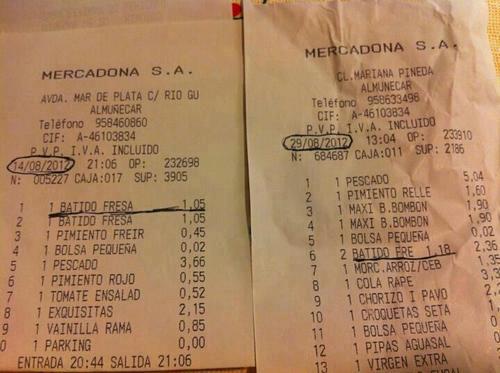 MERCADONA S.A.
AVDA. MAR DE PLATA C/ RIO GU
ALMUÑECAR
Teléfono 958460860
CIF: A-46103834
P.V.P. I.V.A. INCLUIDO
14/08/2012 21:06 OP: 232698
N: 005227 CAJA:017 SUP: 3905
1 1 BATIDO FRESA 1,05
2 1 BATIDO FRESA 1,05
3 1 PIMIENTO FREIR 0,45
4 1 BOLSA PEQUEÑA 0,02
5 1 PESCADO 3,66
6 1 PIMIENTO ROJO 0,55
7 1 TOMATE ENSALAD 0,52
8 1 EXQUISITAS 2,15
9 1 VAINILLA RAMA 0,85
0 1 PARKING 0,00
ENTRADA 20:44 SALIDA 21:06
MERCADONA S.A.
CL.MARIANA PINEDA
ALMUÑECAR
Teléfono 958633498
CIF: A-46103834
P.V.P. I.V.A. INCLUIDO
29/08/2012 13:04 OP: 233910
N: 684687 CAJA:011 SUP: 2186
1 1 PESCADO 5,04
2 1 PIMIENTO RELLE 1,60
3 1 MAXI B.BOMBON 1,90
4 1 MAXI B.BOMBON 1,90
5 1 BOLSA PEQUEÑA 0,02
6 2 BATIDO FRE 1,18 2,36
7 1 MORC.ARROZ/CEB 1,35
8 1 COLA RAPE
9 1 CHORIZO I PAVO
10 1 CROQUETAS SETA
11 1 BOLSA PEQUEÑA
12 1 PIPAS AGUASAL
13 1 VIRGEN EXTRA